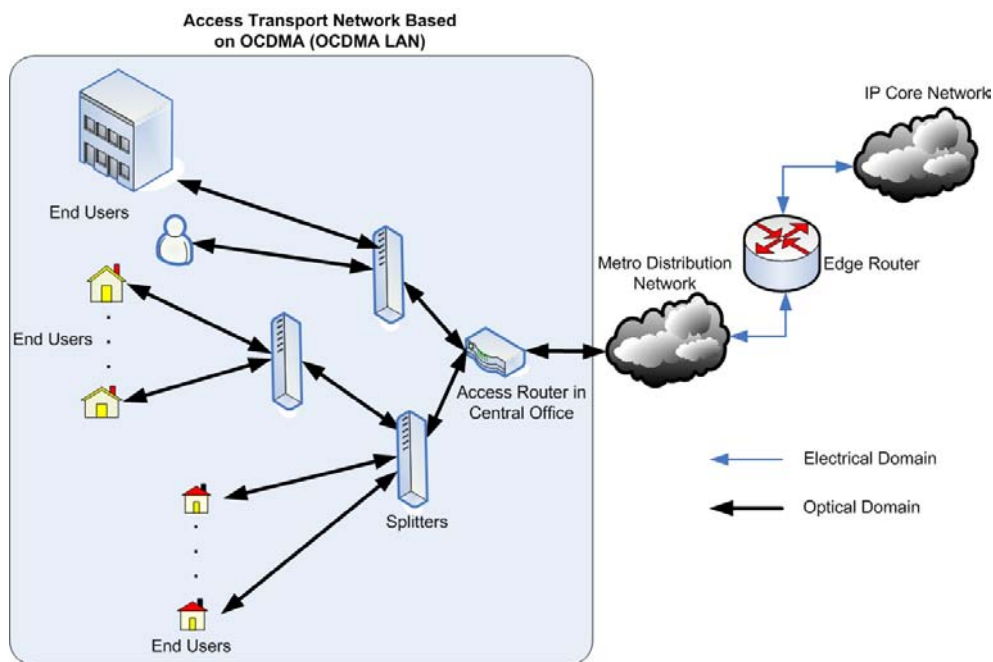 Access Transport Network Based
on OCDMA (OCDMA LAN)
IP Core Network
End Users
Metro Distribution
Network
Edge Router
End Users
Access Router in
Central Office
Electrical Domain
Splitters
Optical Domain
End Users